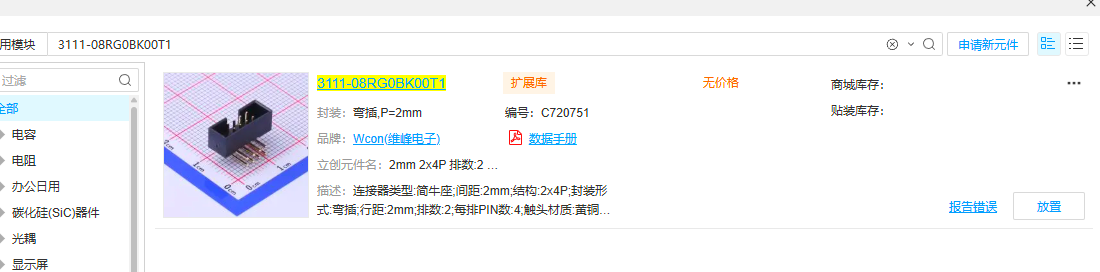 用模块
3111-08RG0BK00T1
申请新元件
过滤
全部
电容
电阻
办公日用
碳化硅(SiC)器件
光耦
显示屏
3111-08RG0BK00T1
扩展库
无价格
商城库存:
封装: 弯插,P=2mm
编号: C720751
贴装库存:
品牌: Wcon(维峰电子)
数据手册
立创元件名: 2mm 2x4P 排数:2 ...
描述: 连接器类型:简牛座;间距:2mm;结构:2x4P;封装形
式:弯插;行距:2mm;排数:2;每排PIN数:4;触头材质:黄铜...
报告错误
放置